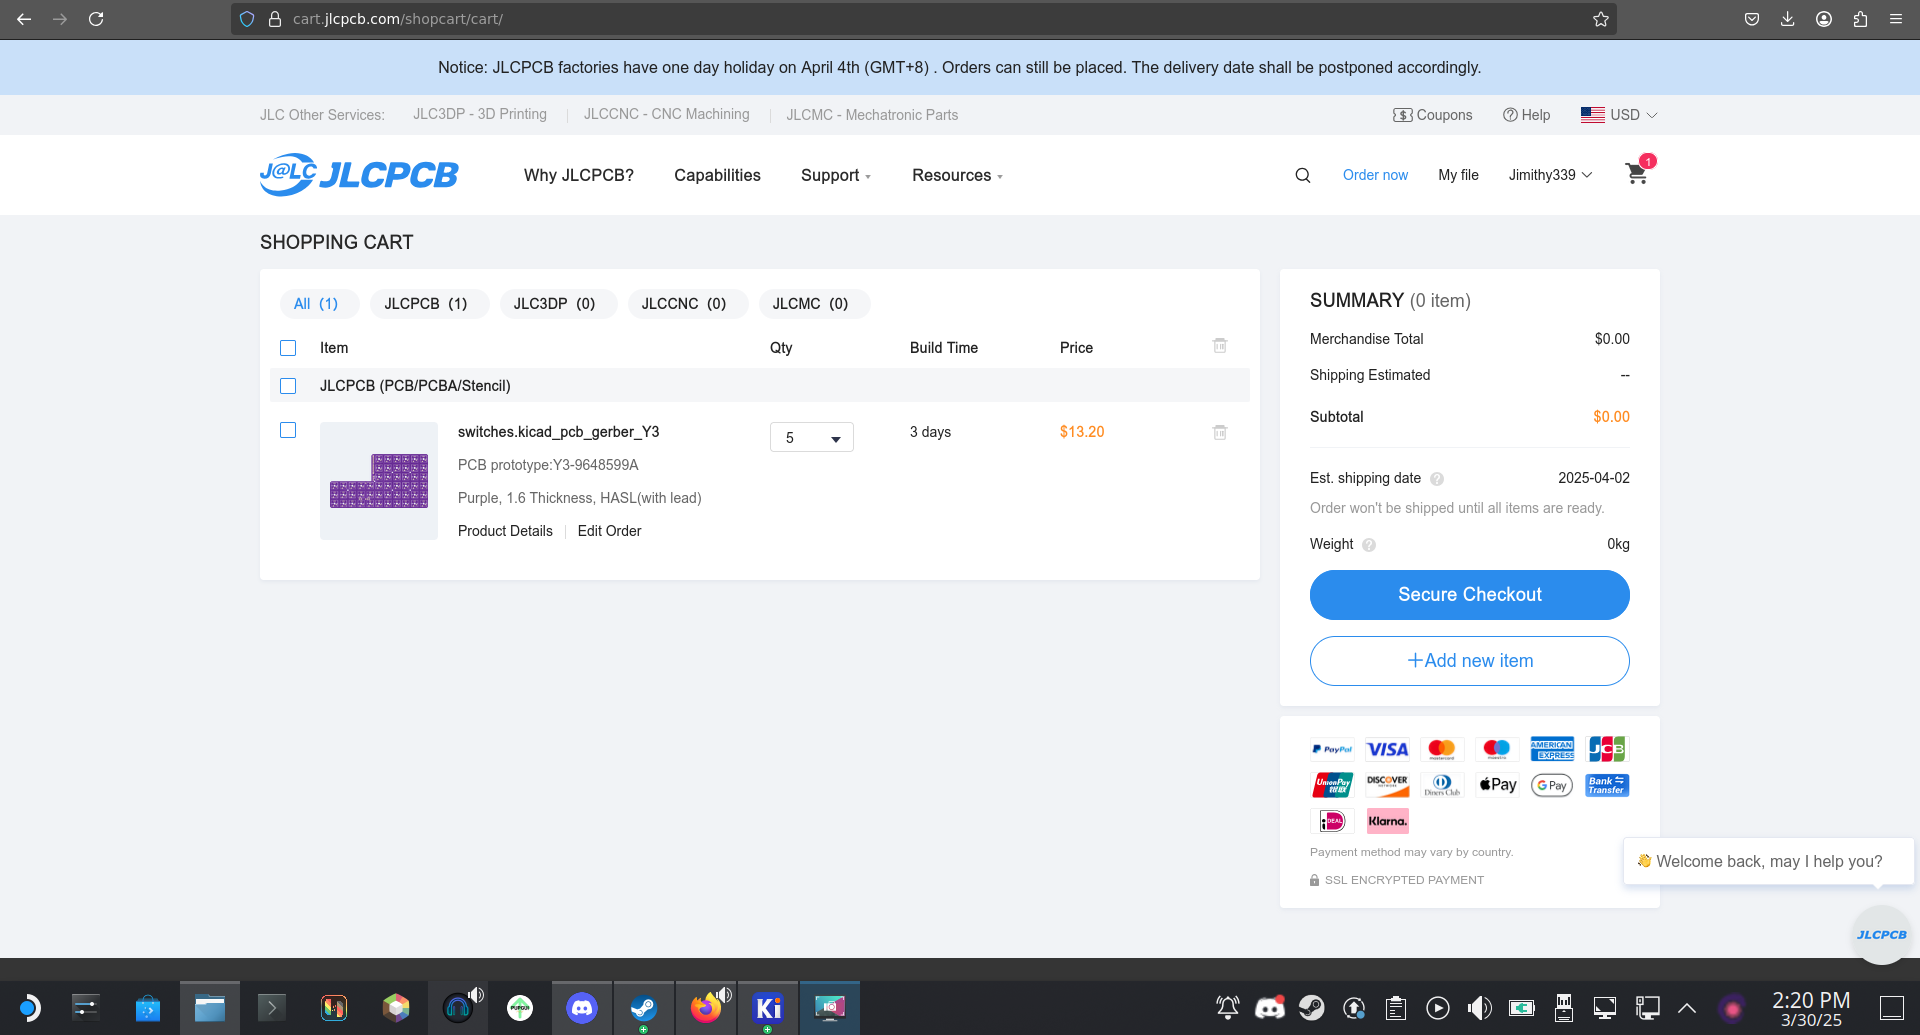 cart.jlcpcb.com/shopcart/cart/
Notice: JLCPCB factories have one day holiday on April 4th (GMT+8) . Orders can still be placed. The delivery date shall be postponed accordingly.
JLC Other Services: JLC3DP - 3D Printing JLCCNC - CNC Machining JLCMC - Mechatronic Parts Coupons Help USD
J@LC JLCPCB Why JLCPCB? Capabilities Support Resources Order now My file Jimithy339 1
SHOPPING CART
All (1) JLCPCB (1) JLC3DP (0) JLCCNC (0) JLCMC (0)
Item Qty Build Time Price
JLCPCB (PCB/PCBA/Stencil)
switches.kicad_pcb_gerber_Y3 5 3 days $13.20
PCB prototype:Y3-9648599A
Purple, 1.6 Thickness, HASL(with lead)
Product Details Edit Order
SUMMARY (0 item)
Merchandise Total $0.00
Shipping Estimated --
Subtotal $0.00
Est. shipping date ? 2025-04-02
Order won't be shipped until all items are ready.
Weight ? 0kg
Secure Checkout
+Add new item
PayPal VISA mastercard maestro AMERICAN EXPRESS JCB
UnionPay 银联 DISCOVER Diners Club Pay G Pay Bank Transfer
iDEAL Klarna.
Payment method may vary by country.
SSL ENCRYPTED PAYMENT
👋 Welcome back, may I help you?
JLCPCB
Ki
2:20 PM
3/30/25